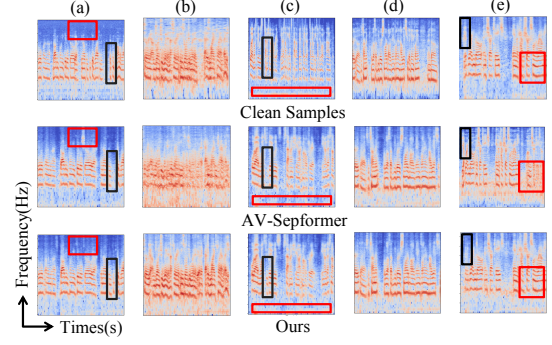 (a) (b) (c) (d) (e)
Clean Samples
AV-Sepformer
Frequency(Hz)
Times(s)
Ours